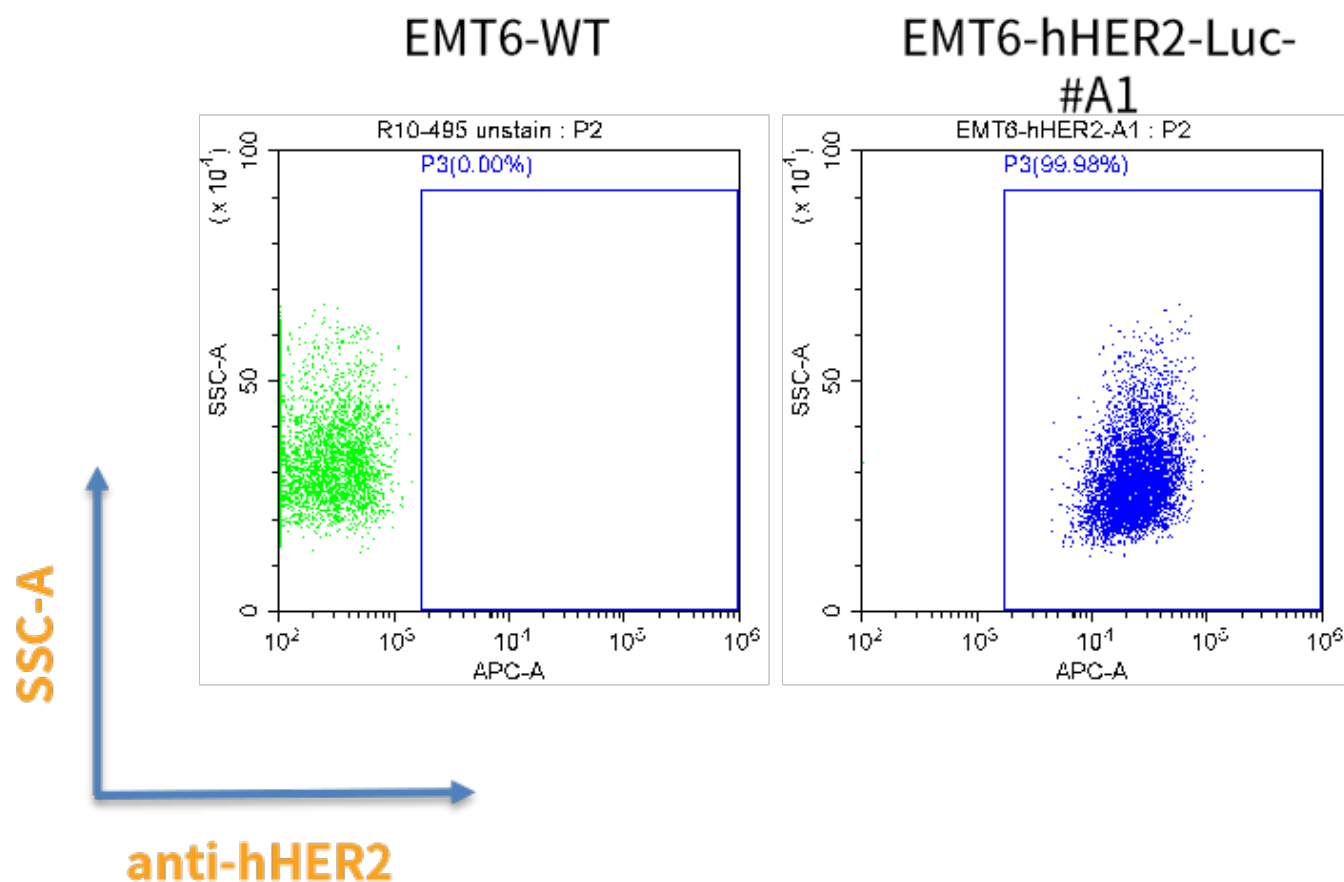 EMT6-WT
EMT6-hHER2-Luc-
#A1
R10-495 unstain : P2
P3(0.00%)
(x 10^1)
100
50
0
SSC-A
10^2
10^3
10^4
10^5
10^6
APC-A
EMT6-hHER2-A1 : P2
P3(99.98%)
(x 10^1)
100
50
0
SSC-A
10^2
10^3
10^4
10^5
10^6
APC-A
SSC-A
anti-hHER2